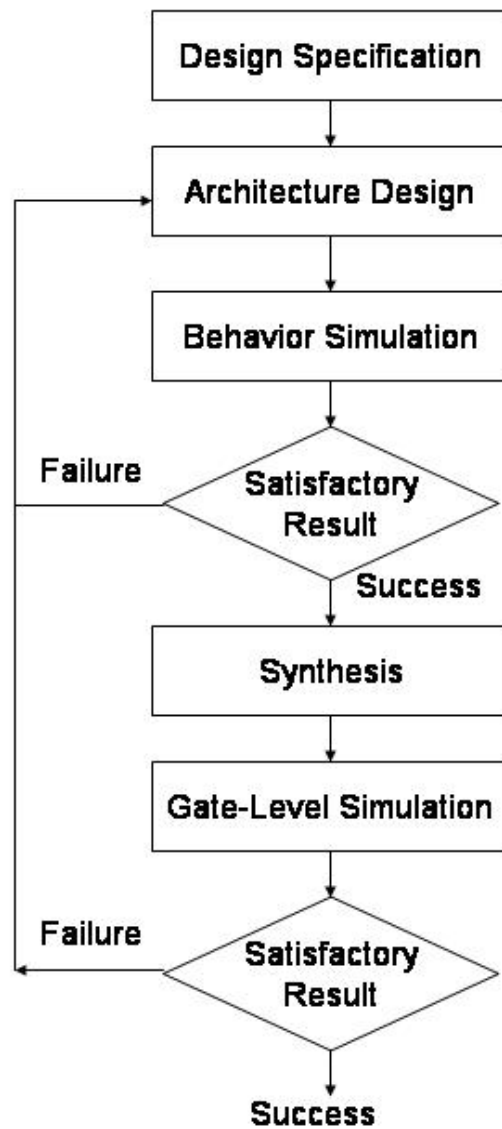 Design Specification
Architecture Design
Behavior Simulation
Failure
Satisfactory
Result
Success
Synthesis
Gate-Level Simulation
Failure
Satisfactory
Result
Success